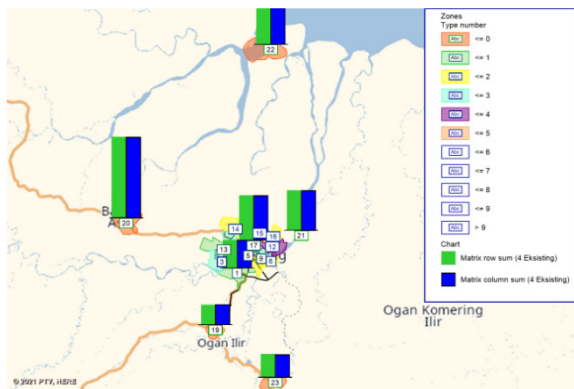 Zones
Type number
Abc <= 0
Abc <= 1
Abc <= 2
Abc <= 3
Abc <= 4
Abc <= 5
Abc <= 6
Abc <= 7
Abc <= 8
Abc <= 9
Abc > 9
Chart
Matrix row sum (4 Eksisting)
Matrix column sum (4 Eksisting)
22
20
14
15
16
21
13
17
12
3
5
9
8
1
19
Ogan Ilir
23
Ogan Komering
Ilir
© 2021 PTV, HERE